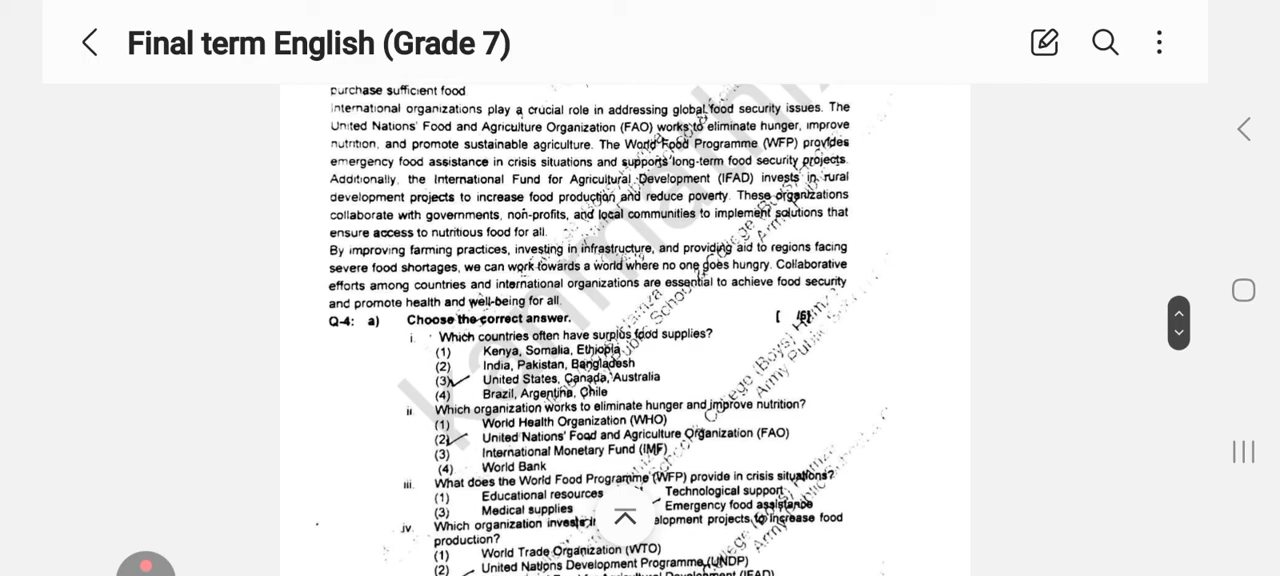 Final term English (Grade 7)
purchase sufficient food
International organizations play a crucial role in addressing global food security issues. The
United Nations' Food and Agriculture Organization (FAO) works to eliminate hunger, improve
nutrition, and promote sustainable agriculture. The World Food Programme (WFP) provides
emergency food assistance in crisis situations and supports long-term food security projects.
Additionally, the International Fund for Agricultural Development (IFAD) invests in rural
development projects to increase food production and reduce poverty. These organizations
collaborate with governments, non-profits, and local communities to implement solutions that
ensure access to nutritious food for all.
By improving farming practices, investing in infrastructure, and providing aid to regions facing
severe food shortages, we can work towards a world where no one goes hungry. Collaborative
efforts among countries and international organizations are essential to achieve food security
and promote health and well-being for all.
Q-4: a) Choose the correct answer. [ /6]
i. Which countries often have surplus food supplies?
(1) Kenya, Somalia, Ethiopia
(2) India, Pakistan, Bangladesh
(3) United States, Canada, Australia
(4) Brazil, Argentina, Chile
ii Which organization works to eliminate hunger and improve nutrition?
(1) World Health Organization (WHO)
(2) United Nations' Food and Agriculture Organization (FAO)
(3) International Monetary Fund (IMF)
(4) World Bank
iii. What does the World Food Programme (WFP) provide in crisis situations?
(1) Educational resources Technological support
(3) Medical supplies Emergency food assistance
iv. Which organization invests elopment projects to increase food
production?
(1) World Trade Organization (WTO)
(2) United Nations Development Programme (UNDP)